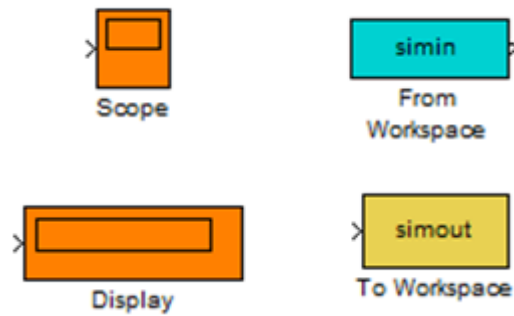 simin
Scope
From
Workspace
simout
Display
To Workspace